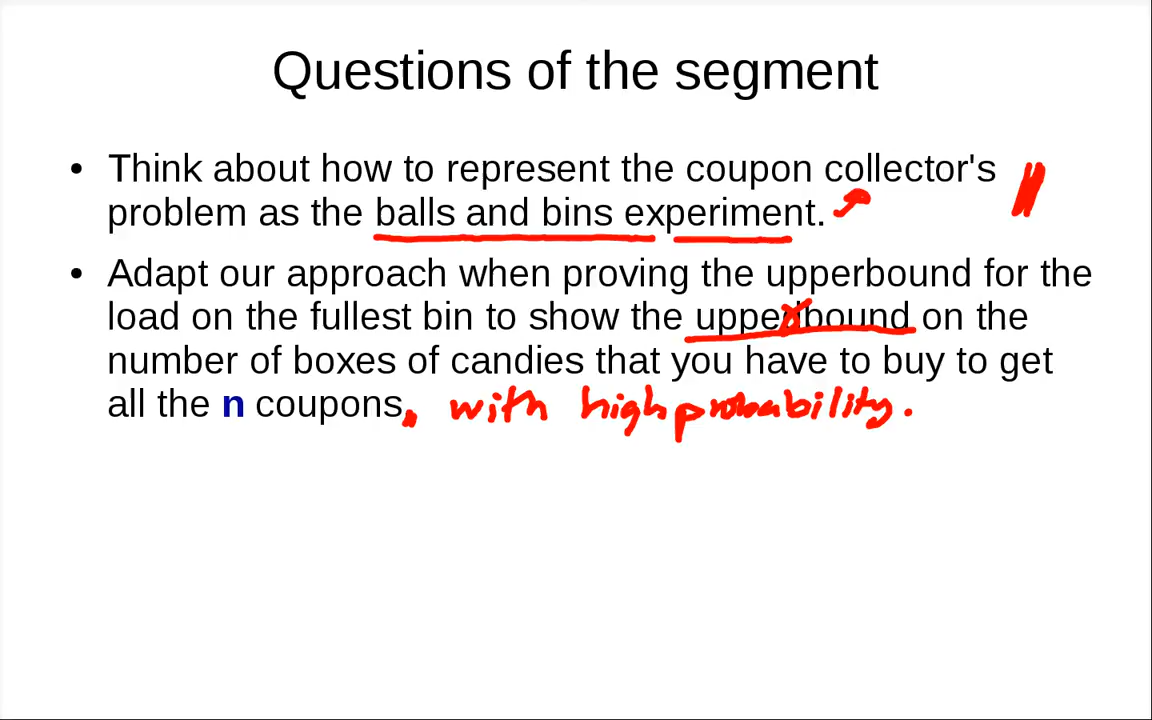 Questions of the segment
• Think about how to represent the coupon collector's
problem as the balls and bins experiment.
• Adapt our approach when proving the upperbound for the
load on the fullest bin to show the upperbound on the
number of boxes of candies that you have to buy to get
all the n coupons, with high probability.